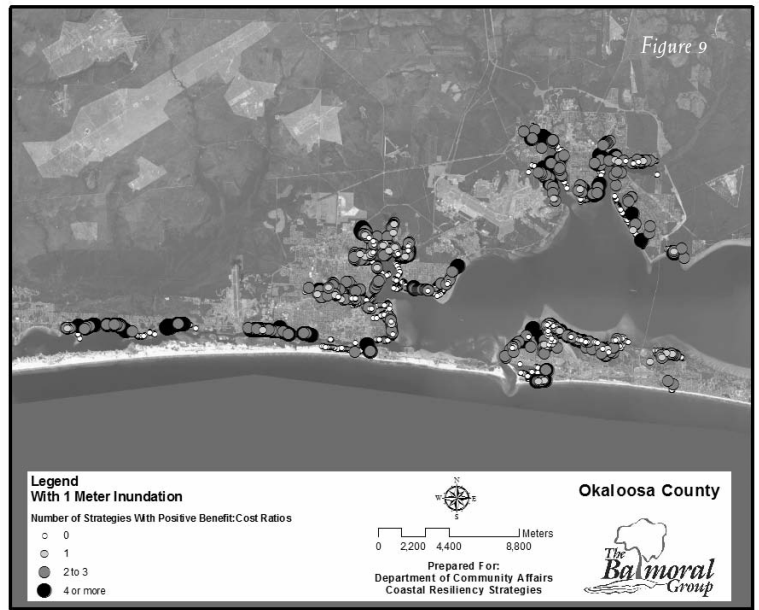 Figure 9
Legend
With 1 Meter Inundation
Number of Strategies With Positive Benefit:Cost Ratios
0
1
2 to 3
4 or more
N
W E
S
Meters
0 2,200 4,400 8,800
Prepared For:
Department of Community Affairs
Coastal Resiliency Strategies
Okaloosa County
The
Balmoral
Group